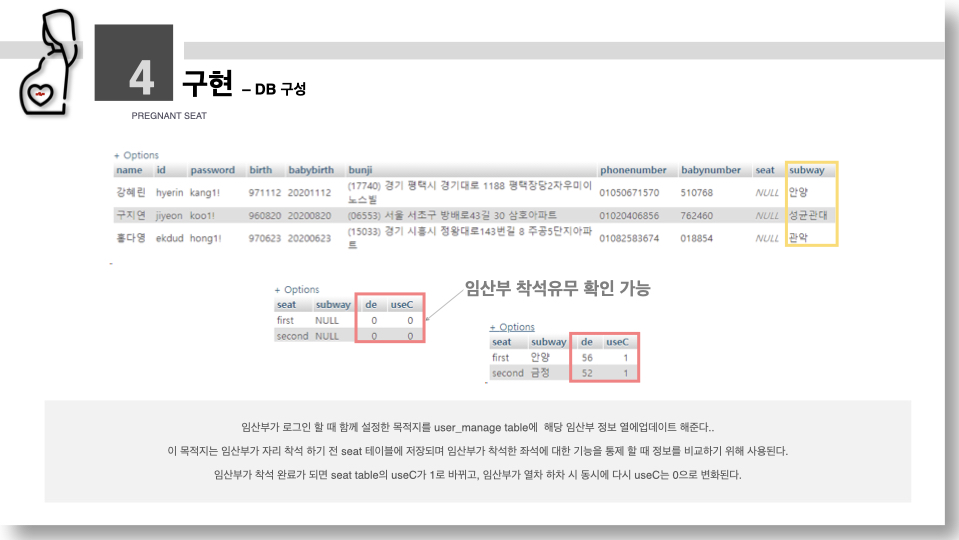 4 구현 – DB 구성
PREGNANT SEAT
+ Options
name id password birth babybirth bunji phonenumber babynumber seat subway
강혜린 hyerin kang1! 971112 20201112 (17740) 경기 평택시 경기대로 1188 평택장당2차우미이노스빌 01050671570 510768 NULL 안양
구지연 jiyeon koo1! 960820 20200820 (06553) 서울 서초구 방배로43길 30 삼호아파트 01020406856 762460 NULL 성균관대
홍다영 ekdud hong1! 970623 20200623 (15033) 경기 시흥시 정왕대로143번길 8 주공5단지아파트 01082583674 018854 NULL 관악
임산부 착석유무 확인 가능
+ Options
seat subway de useC
first NULL 0 0
second NULL 0 0
+ Options
seat subway de useC
first 안양 56 1
second 금정 52 1
임산부가 로그인 할 때 함께 설정한 목적지를 user_manage table에 해당 임산부 정보 열에업데이트 해준다..
이 목적지는 임산부가 자리 착석 하기 전 seat 테이블에 저장되며 임산부가 착석한 좌석에 대한 기능을 통제 할 때 정보를 비교하기 위해 사용된다.
임산부가 착석 완료가 되면 seat table의 useC가 1로 바뀌고, 임산부가 열차 하차 시 동시에 다시 useC는 0으로 변화된다.